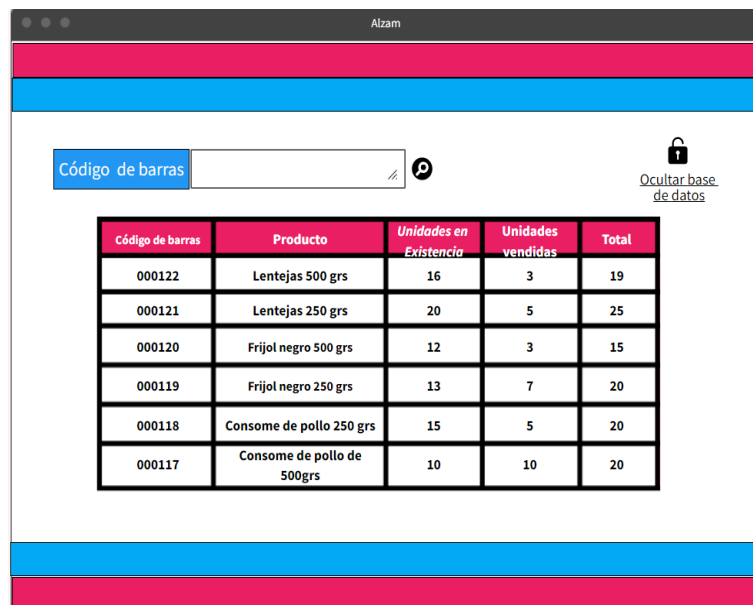 Alzam
Código de barras
Ocultar base
de datos
Código de barras Producto Unidades en Existencia Unidades vendidas Total
000122 Lentejas 500 grs 16 3 19
000121 Lentejas 250 grs 20 5 25
000120 Frijol negro 500 grs 12 3 15
000119 Frijol negro 250 grs 13 7 20
000118 Consome de pollo 250 grs 15 5 20
000117 Consome de pollo de 500grs 10 10 20